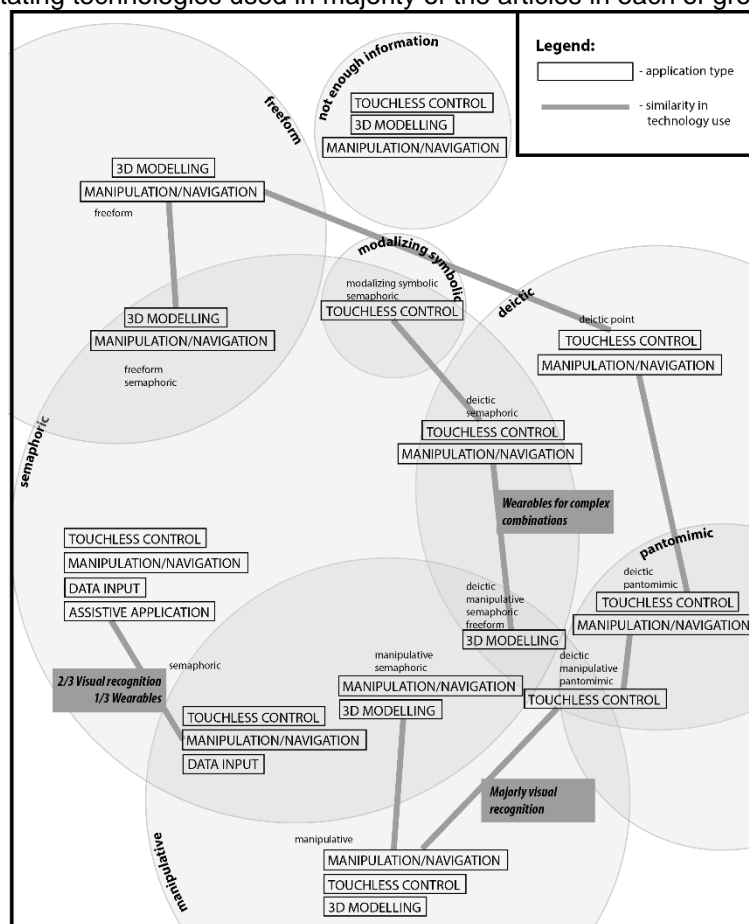 tating technologies used in majority of the articles in each of gro
Legend:
- application type
- similarity in
technology use
not enough information
TOUCHLESS CONTROL
3D MODELLING
MANIPULATION/NAVIGATION
freeform
3D MODELLING
MANIPULATION/NAVIGATION
freeform
modalizing symbolic
modalizing symbolic
semaphoric
TOUCHLESS CONTROL
deictic
3D MODELLING
MANIPULATION/NAVIGATION
freeform
semaphoric
deictic point
TOUCHLESS CONTROL
MANIPULATION/NAVIGATION
semaphoric
deictic
semaphoric
TOUCHLESS CONTROL
MANIPULATION/NAVIGATION
Wearables for complex
combinations
pantomimic
TOUCHLESS CONTROL
MANIPULATION/NAVIGATION
DATA INPUT
ASSISTIVE APPLICATION
deictic
pantomimic
TOUCHLESS CONTROL
MANIPULATION/NAVIGATION
deictic
manipulative
semaphoric
freeform
3D MODELLING
semaphoric
2/3 Visual recognition
1/3 Wearables
manipulative
semaphoric
MANIPULATION/NAVIGATION
3D MODELLING
deictic
manipulative
pantomimic
TOUCHLESS CONTROL
TOUCHLESS CONTROL
MANIPULATION/NAVIGATION
DATA INPUT
Majorly visual
recognition
manipulative
manipulative
MANIPULATION/NAVIGATION
TOUCHLESS CONTROL
3D MODELLING